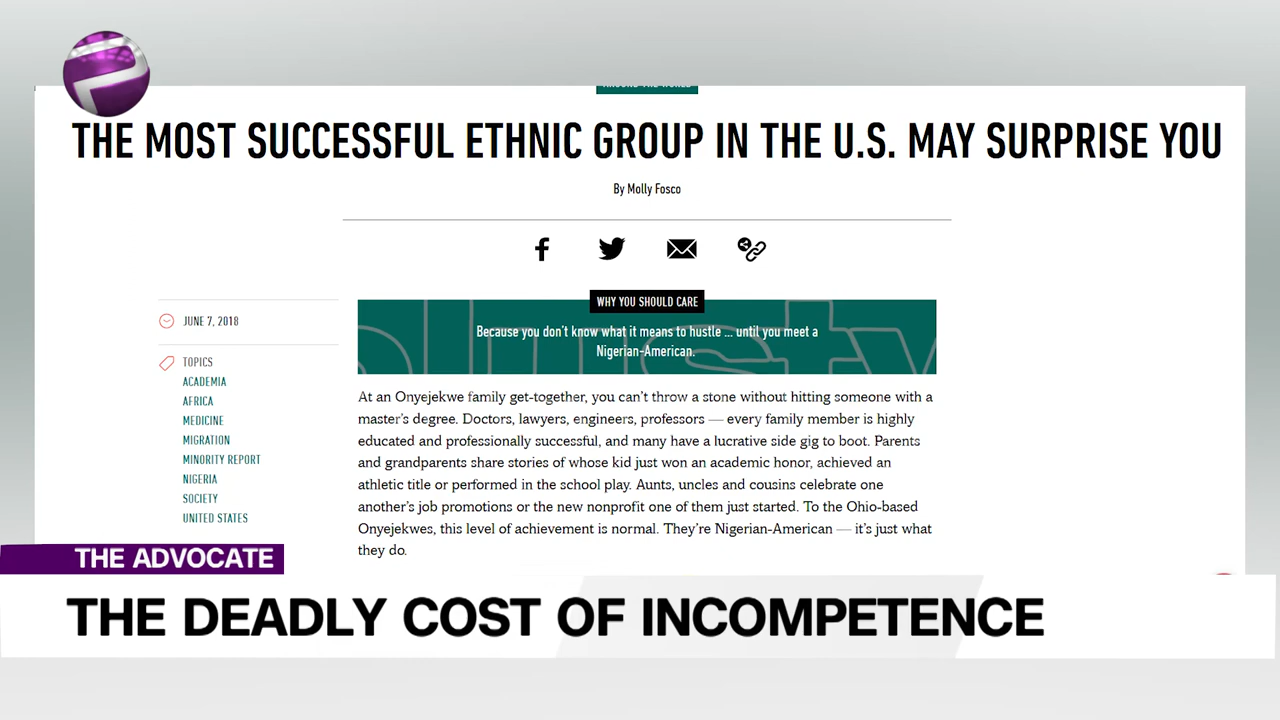 AROUND THE WORLD
THE MOST SUCCESSFUL ETHNIC GROUP IN THE U.S. MAY SURPRISE YOU
By Molly Fosco
WHY YOU SHOULD CARE
Because you don't know what it means to hustle ... until you meet a
Nigerian-American.
JUNE 7, 2018
TOPICS
ACADEMIA
AFRICA
MEDICINE
MIGRATION
MINORITY REPORT
NIGERIA
SOCIETY
UNITED STATES
At an Onyejekwe family get-together, you can't throw a stone without hitting someone with a
master's degree. Doctors, lawyers, engineers, professors — every family member is highly
educated and professionally successful, and many have a lucrative side gig to boot. Parents
and grandparents share stories of whose kid just won an academic honor, achieved an
athletic title or performed in the school play. Aunts, uncles and cousins celebrate one
another's job promotions or the new nonprofit one of them just started. To the Ohio-based
Onyejekwes, this level of achievement is normal. They're Nigerian-American — it's just what
they do.
THE ADVOCATE
THE DEADLY COST OF INCOMPETENCE